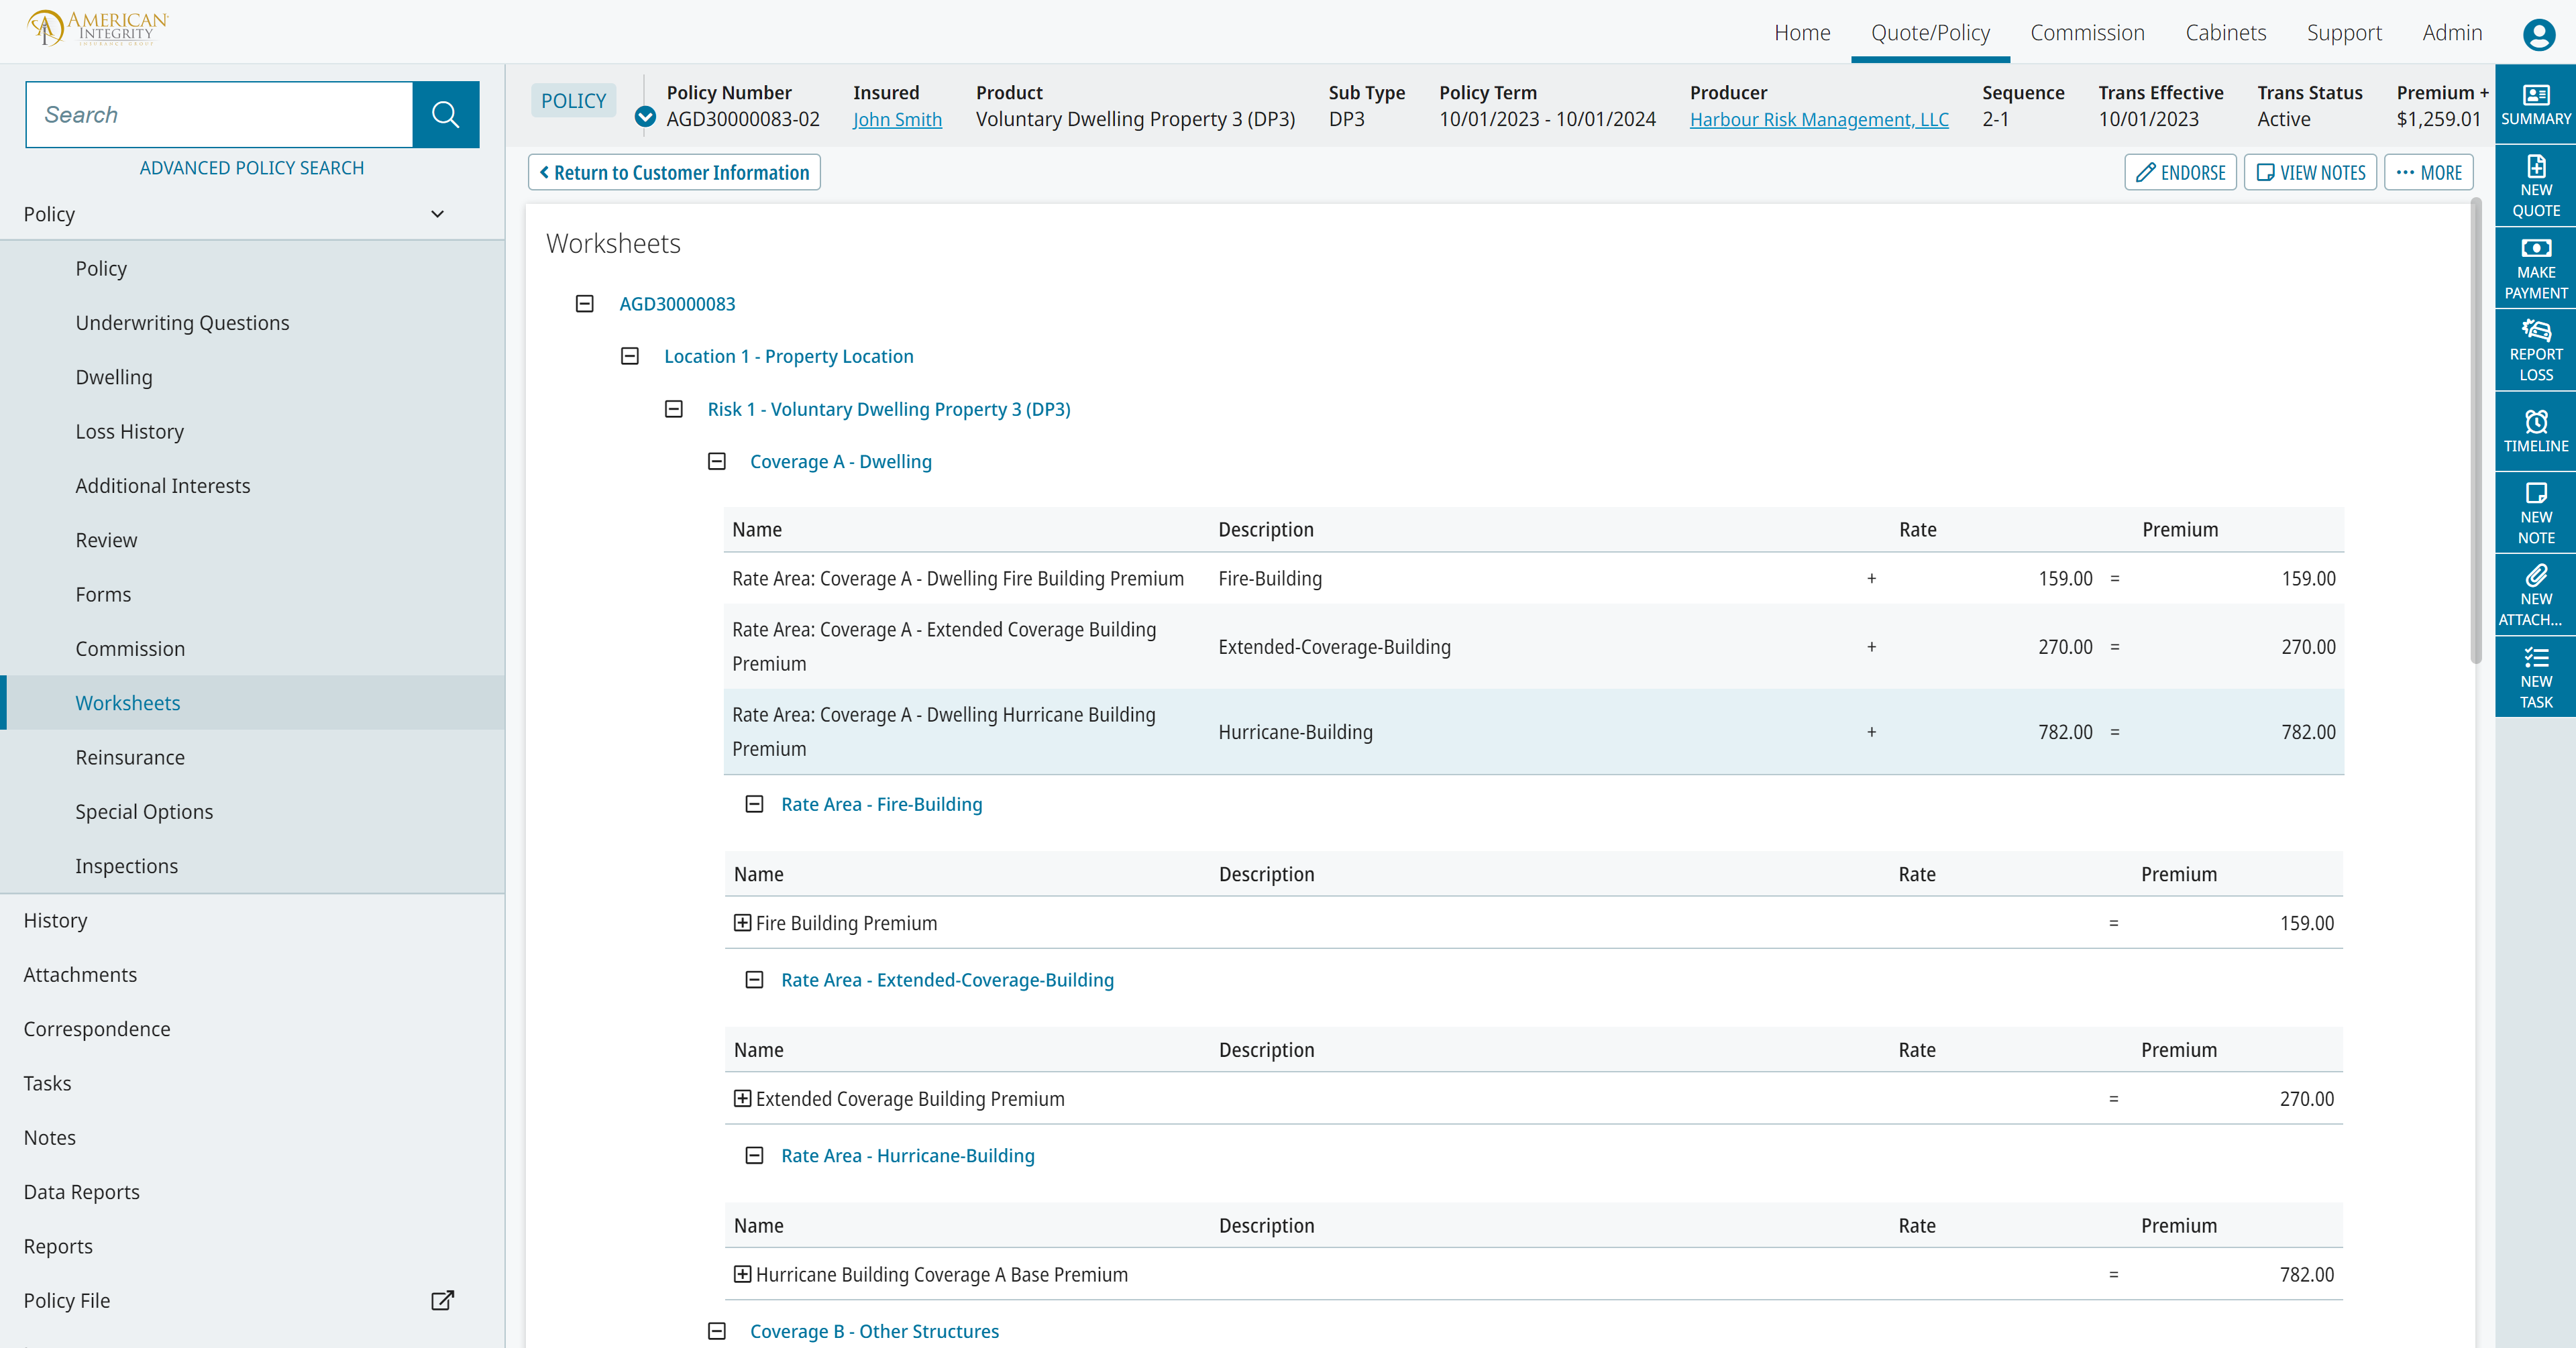 AMERICAN
INTEGRITY
INSURANCE GROUP
Home Quote/Policy Commission Cabinets Support Admin
Search
ADVANCED POLICY SEARCH
Policy
Policy
Underwriting Questions
Dwelling
Loss History
Additional Interests
Review
Forms
Commission
Worksheets
Reinsurance
Special Options
Inspections
History
Attachments
Correspondence
Tasks
Notes
Data Reports
Reports
Policy File
POLICY
Policy Number Insured Product Sub Type Policy Term Producer Sequence Trans Effective Trans Status Premium +
AGD30000083-02 John Smith Voluntary Dwelling Property 3 (DP3) DP3 10/01/2023 - 10/01/2024 Harbour Risk Management, LLC 2-1 10/01/2023 Active $1,259.01
Return to Customer Information ENDORSE VIEW NOTES ... MORE
Worksheets
AGD30000083
Location 1 - Property Location
Risk 1 - Voluntary Dwelling Property 3 (DP3)
Coverage A - Dwelling
Name Description Rate Premium
Rate Area: Coverage A - Dwelling Fire Building Premium Fire-Building + 159.00 = 159.00
Rate Area: Coverage A - Extended Coverage Building
Premium Extended-Coverage-Building + 270.00 = 270.00
Rate Area: Coverage A - Dwelling Hurricane Building
Premium Hurricane-Building + 782.00 = 782.00
Rate Area - Fire-Building
Name Description Rate Premium
Fire Building Premium = 159.00
Rate Area - Extended-Coverage-Building
Name Description Rate Premium
Extended Coverage Building Premium = 270.00
Rate Area - Hurricane-Building
Name Description Rate Premium
Hurricane Building Coverage A Base Premium = 782.00
Coverage B - Other Structures
SUMMARY
NEW
QUOTE
MAKE
PAYMENT
REPORT
LOSS
TIMELINE
NEW
NOTE
NEW
ATTACH...
NEW
TASK